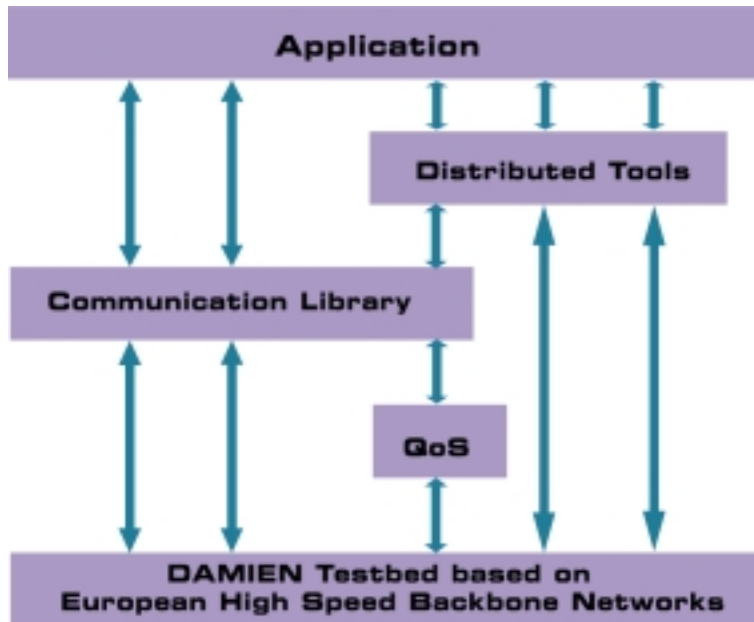 Application
Distributed Tools
Communication Library
QoS
DAMIEN Testbed based on
European High Speed Backbone Networks